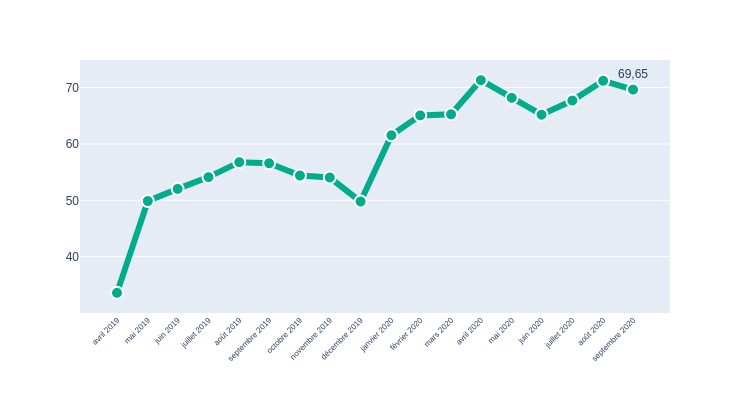 69,65
70
60
50
40
avril 2019
mai 2019
juin 2019
juillet 2019
août 2019
septembre 2019
octobre 2019
novembre 2019
décembre 2019
janvier 2020
février 2020
mars 2020
avril 2020
mai 2020
juin 2020
juillet 2020
août 2020
septembre 2020